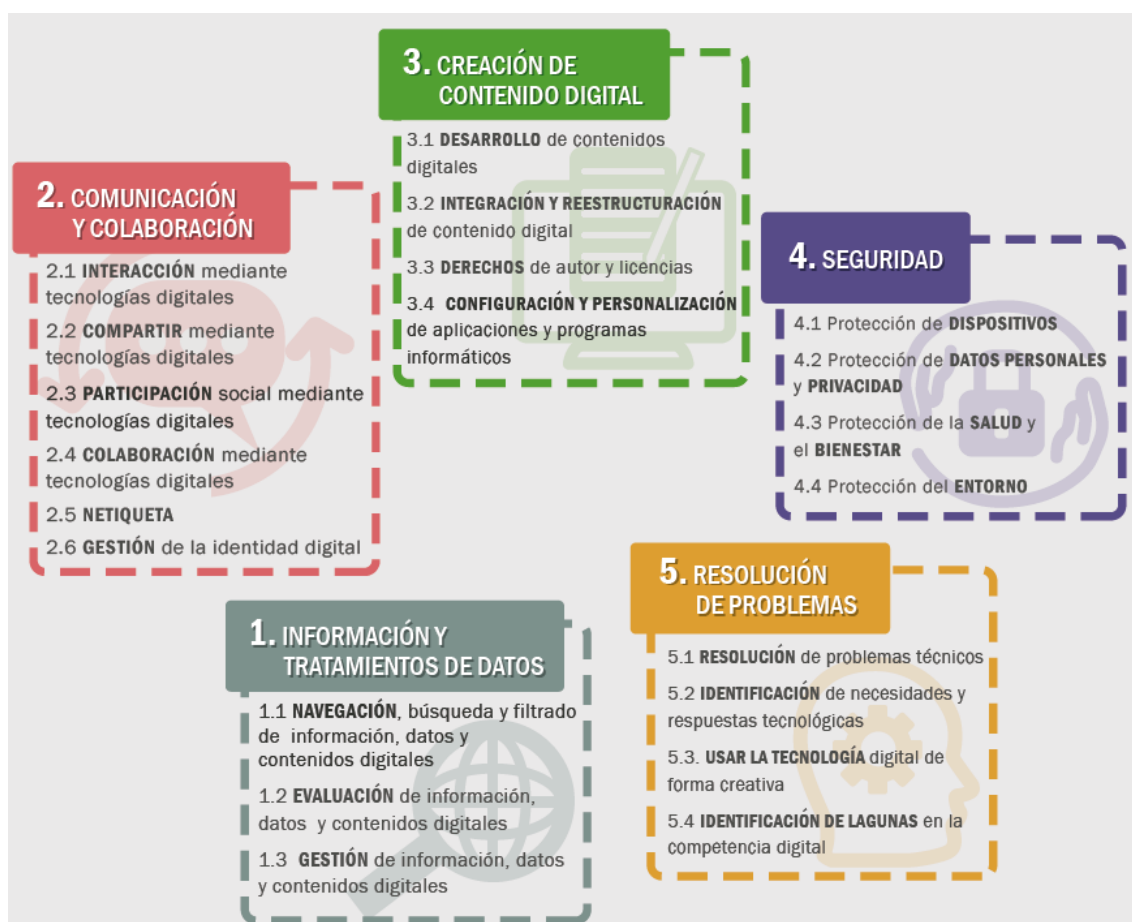 3. CREACIÓN DE
CONTENIDO DIGITAL
3.1 DESARROLLO de contenidos
digitales
3.2 INTEGRACIÓN Y REESTRUCTURACIÓN
de contenido digital
3.3 DERECHOS de autor y licencias
3.4 CONFIGURACIÓN Y PERSONALIZACIÓN
de aplicaciones y programas
informáticos
2. COMUNICACIÓN
Y COLABORACIÓN
2.1 INTERACCIÓN mediante
tecnologías digitales
2.2 COMPARTIR mediante
tecnologías digitales
2.3 PARTICIPACIÓN social mediante
tecnologías digitales
2.4 COLABORACIÓN mediante
tecnologías digitales
2.5 NETIQUETA
2.6 GESTIÓN de la identidad digital
4. SEGURIDAD
4.1 Protección de DISPOSITIVOS
4.2 Protección de DATOS PERSONALES
y PRIVACIDAD
4.3 Protección de la SALUD y
el BIENESTAR
4.4 Protección del ENTORNO
1. INFORMACIÓN Y
TRATAMIENTOS DE DATOS
1.1 NAVEGACIÓN, búsqueda y filtrado
de información, datos y
contenidos digitales
1.2 EVALUACIÓN de información,
datos y contenidos digitales
1.3 GESTIÓN de información, datos
y contenidos digitales
5. RESOLUCIÓN
DE PROBLEMAS
5.1 RESOLUCIÓN de problemas técnicos
5.2 IDENTIFICACIÓN de necesidades y
respuestas tecnológicas
5.3. USAR LA TECNOLOGÍA digital de
forma creativa
5.4 IDENTIFICACIÓN DE LAGUNAS en la
competencia digital